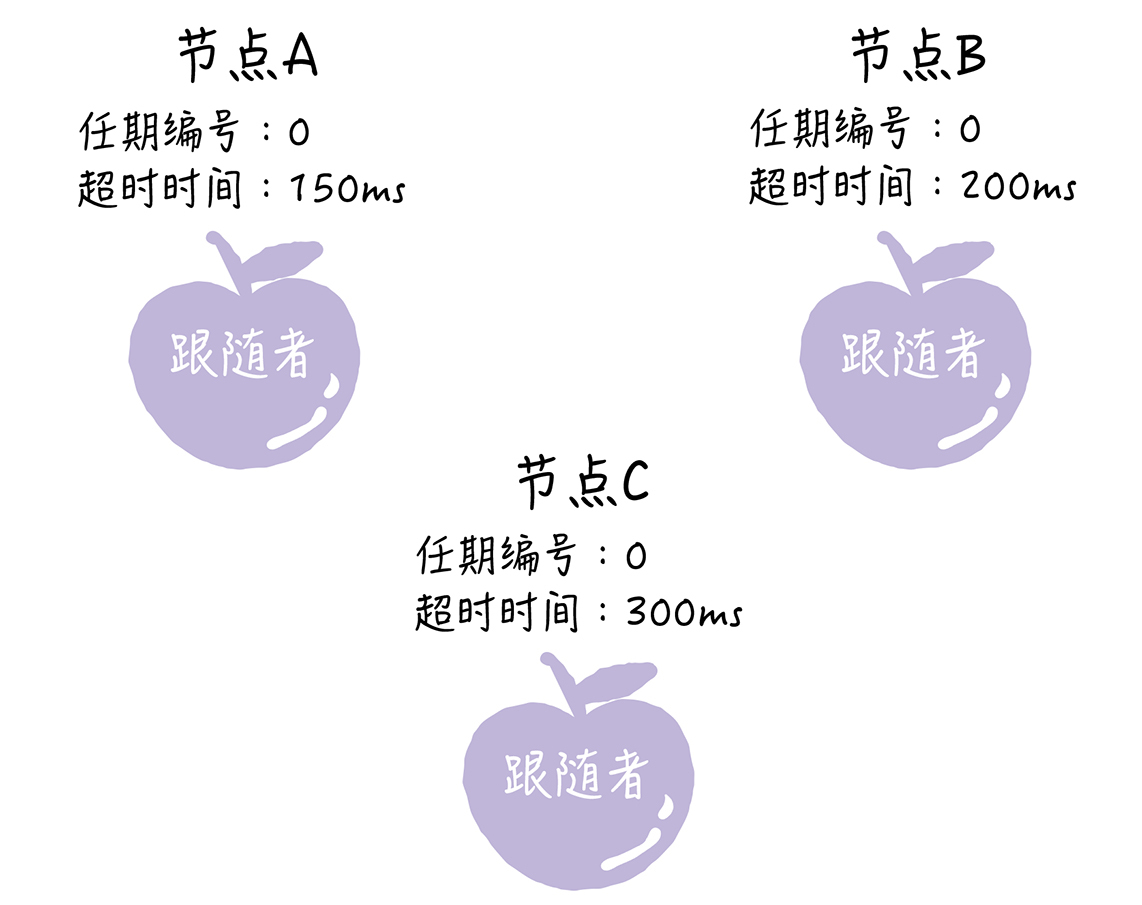 节点A
任期编号：0
超时时间：150ms
跟随者
节点B
任期编号：0
超时时间：200ms
跟随者
节点C
任期编号：0
超时时间：300ms
跟随者